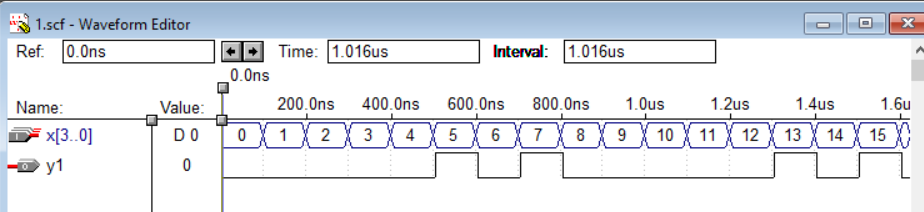 1.scf - Waveform Editor
Ref: 0.0ns Time: 1.016us Interval: 1.016us
0.0ns
Name: Value: 200.0ns 400.0ns 600.0ns 800.0ns 1.0us 1.2us 1.4us 1.6u
x[3..0] D 0 0 1 2 3 4 5 6 7 8 9 10 11 12 13 14 15
y1 0